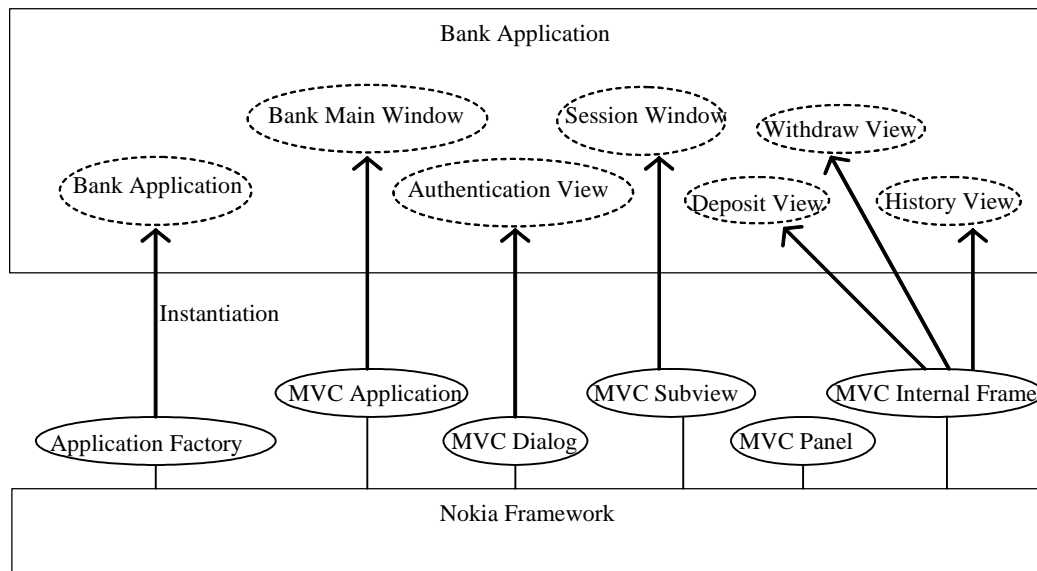 Bank Application
Bank Main Window
Session Window
Withdraw View
Bank Application
Authentication View
Deposit View
History View
Instantiation
MVC Application
MVC Subview
MVC Internal Frame
Application Factory
MVC Dialog
MVC Panel
Nokia Framework